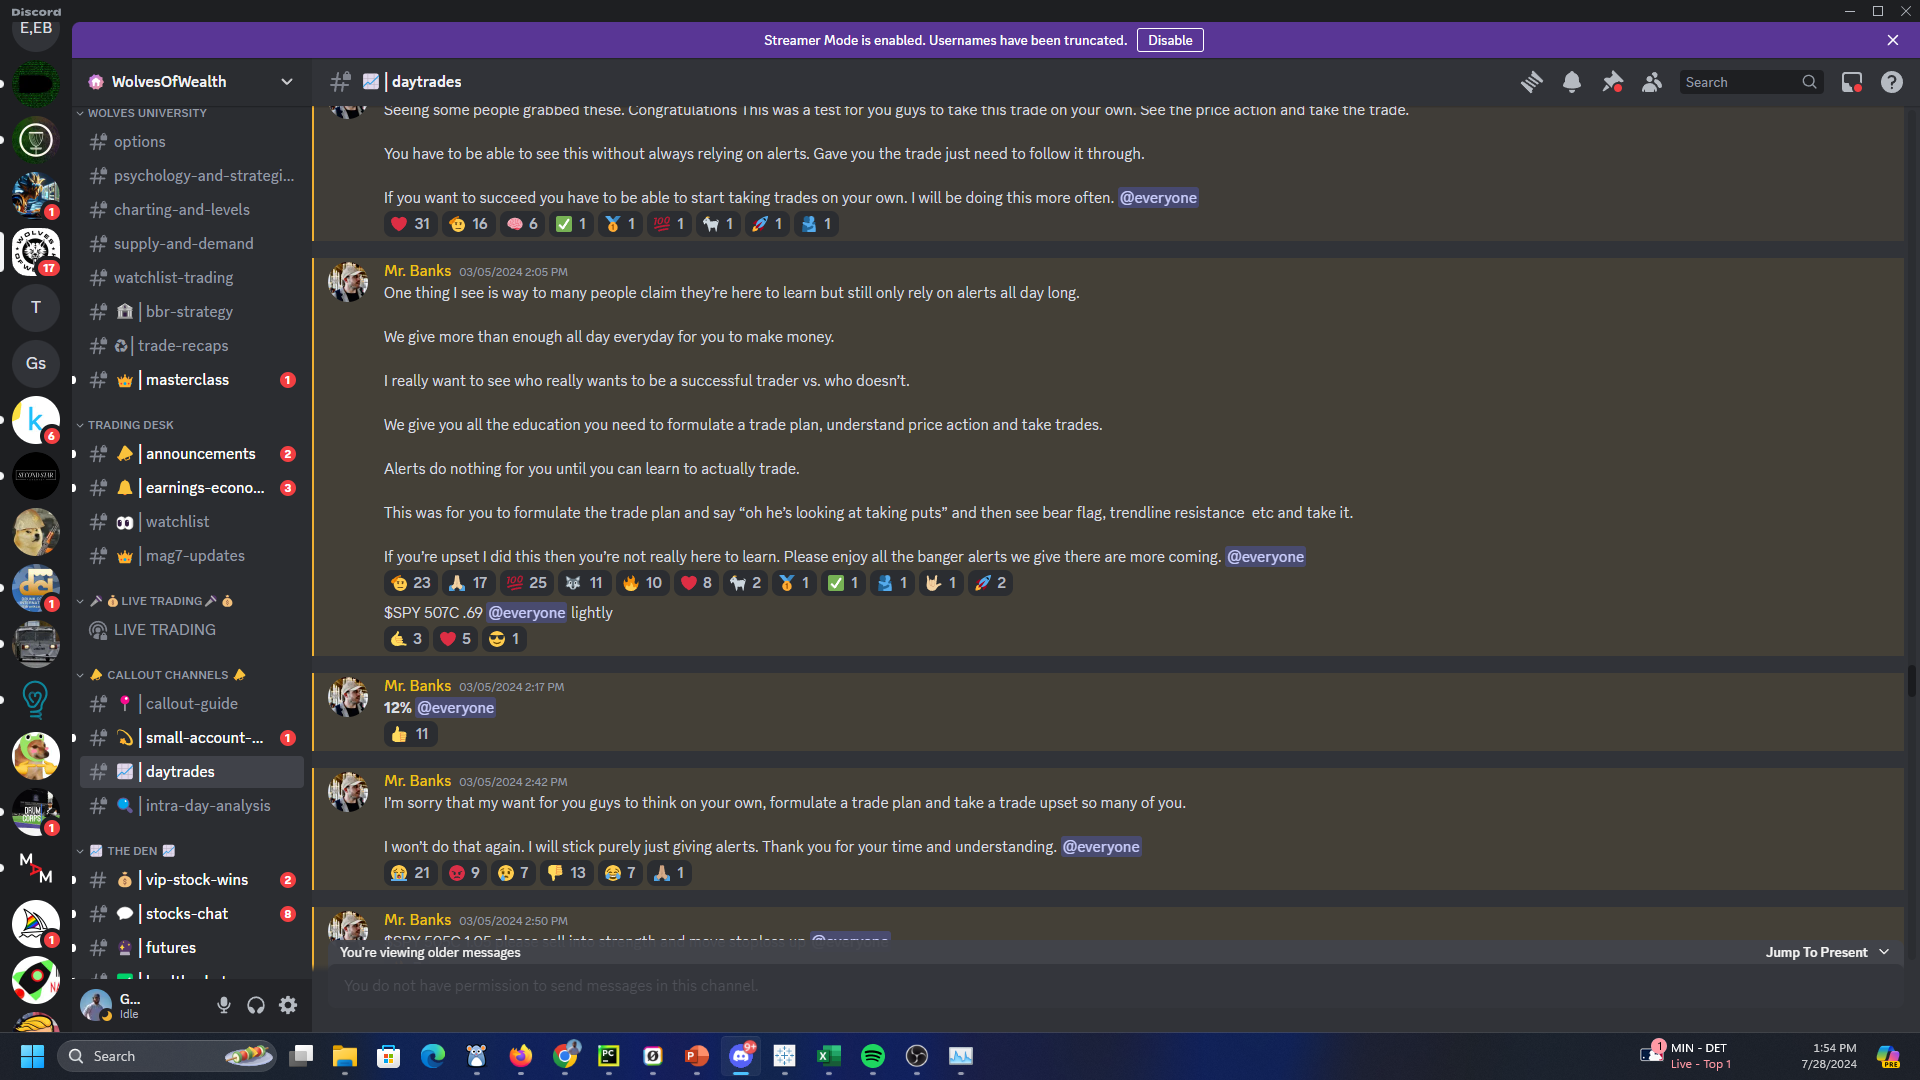 Discord
E,EB
Streamer Mode is enabled. Usernames have been truncated. Disable
WolvesOfWealth
| daytrades
Search
WOLVES UNIVERSITY
options
psychology-and-strategi...
charting-and-levels
supply-and-demand
watchlist-trading
| bbr-strategy
| trade-recaps
| masterclass 1
TRADING DESK
| announcements 2
| earnings-econo... 3
| watchlist
| mag7-updates
LIVE TRADING
LIVE TRADING
CALLOUT CHANNELS
| callout-guide
| small-account-... 1
| daytrades
| intra-day-analysis
THE DEN
| vip-stock-wins 2
| stocks-chat 8
| futures
1
17
T
Gs
k
6
SECOND STAR
dci
1
DRUM CORPS
1
M A M
1
G...
Idle
Seeing some people grabbed these. Congratulations This was a test for you guys to take this trade on your own. See the price action and take the trade.
You have to be able to see this without always relying on alerts. Gave you the trade just need to follow it through.
If you want to succeed you have to be able to start taking trades on your own. I will be doing this more often. @everyone
31 16 6 1 1 💯 1 1 1 1
Mr. Banks 03/05/2024 2:05 PM
One thing I see is way to many people claim they’re here to learn but still only rely on alerts all day long.
We give more than enough all day everyday for you to make money.
I really want to see who really wants to be a successful trader vs. who doesn’t.
We give you all the education you need to formulate a trade plan, understand price action and take trades.
Alerts do nothing for you until you can learn to actually trade.
This was for you to formulate the trade plan and say “oh he’s looking at taking puts” and then see bear flag, trendline resistance  etc and take it.
If you’re upset I did this then you’re not really here to learn. Please enjoy all the banger alerts we give there are more coming. @everyone
23 17 💯 25 11 10 8 2 1 1 1 1 2
$SPY 507C .69 @everyone lightly
3 5 1
Mr. Banks 03/05/2024 2:17 PM
12% @everyone
11
Mr. Banks 03/05/2024 2:42 PM
I’m sorry that my want for you guys to think on your own, formulate a trade plan and take a trade upset so many of you.
I won’t do that again. I will stick purely just giving alerts. Thank you for your time and understanding. @everyone
21 9 7 13 7 1
Mr. Banks 03/05/2024 2:50 PM
You're viewing older messages Jump To Present
You do not have permission to send messages in this channel.
Search
PC
P
9+
X
1
MIN - DET
Live - Top 1
1:54 PM
7/28/2024
PRE